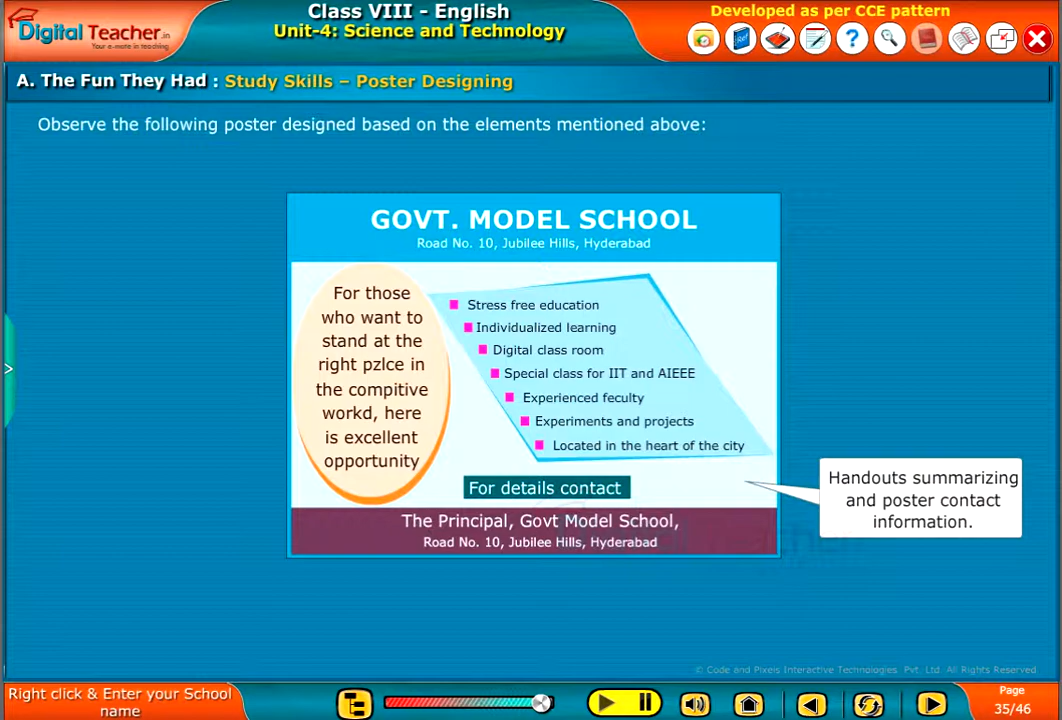 Digital Teacher.in
Your e-mate in teaching
Class VIII - English
Unit-4: Science and Technology
Developed as per CCE pattern
Ref
?
A. The Fun They Had : Study Skills – Poster Designing
Observe the following poster designed based on the elements mentioned above:
GOVT. MODEL SCHOOL
Road No. 10, Jubilee Hills, Hyderabad
For those
who want to
stand at the
right pzlce in
the compitive
workd, here
is excellent
opportunity
Stress free education
Individualized learning
Digital class room
Special class for IIT and AIEEE
Experienced feculty
Experiments and projects
Located in the heart of the city
For details contact
The Principal, Govt Model School,
Road No. 10, Jubilee Hills, Hyderabad
Handouts summarizing
and poster contact
information.
© Code and Pixels Interactive Technologies. Pvt. Ltd. All Rights Reserved.
Right click & Enter your School
name
Page
35/46